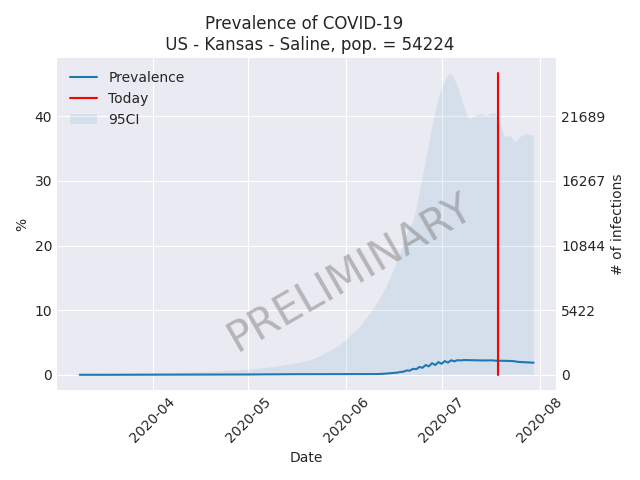 Prevalence of COVID-19
US - Kansas - Saline, pop. = 54224
Prevalence
Today
95CI
40
30
20
10
0
%
21689
16267
10844
5422
0
# of infections
PRELIMINARY
2020-04
2020-05
2020-06
2020-07
2020-08
Date